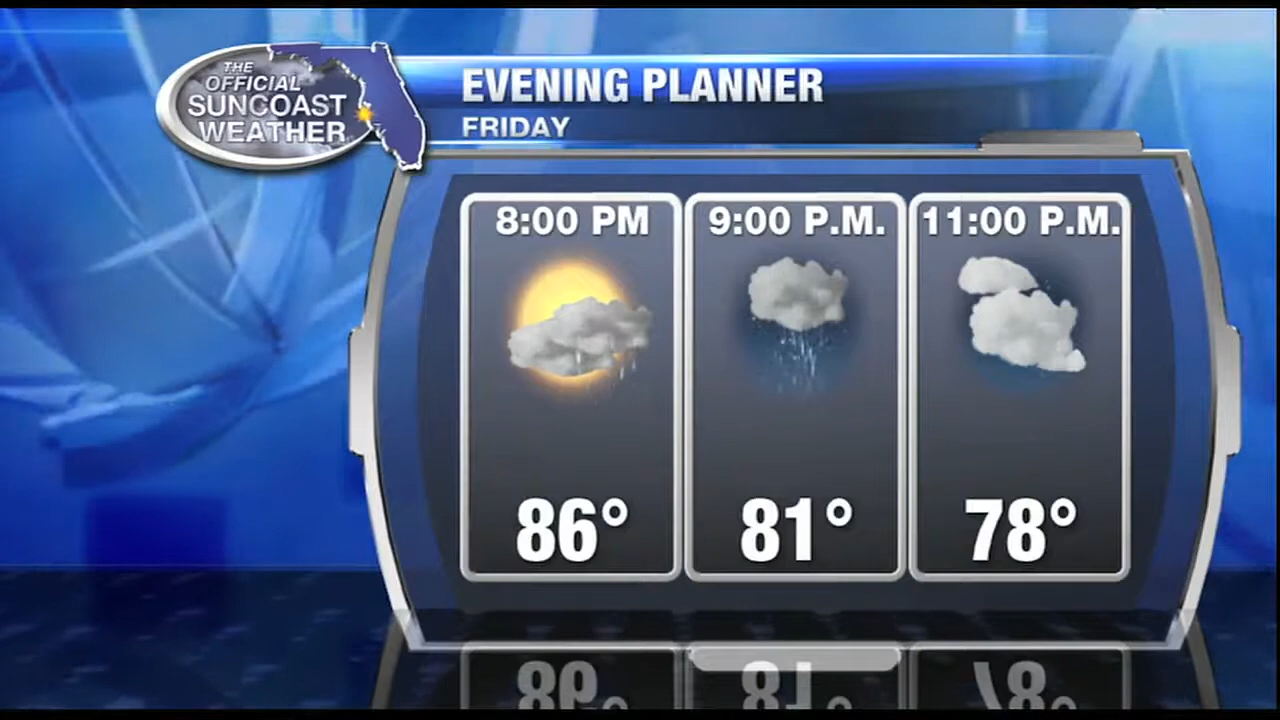 THE
OFFICIAL
SUNCOAST
WEATHER
EVENING PLANNER
FRIDAY
8:00 PM
9:00 P.M.
11:00 P.M.
86°
81°
78°